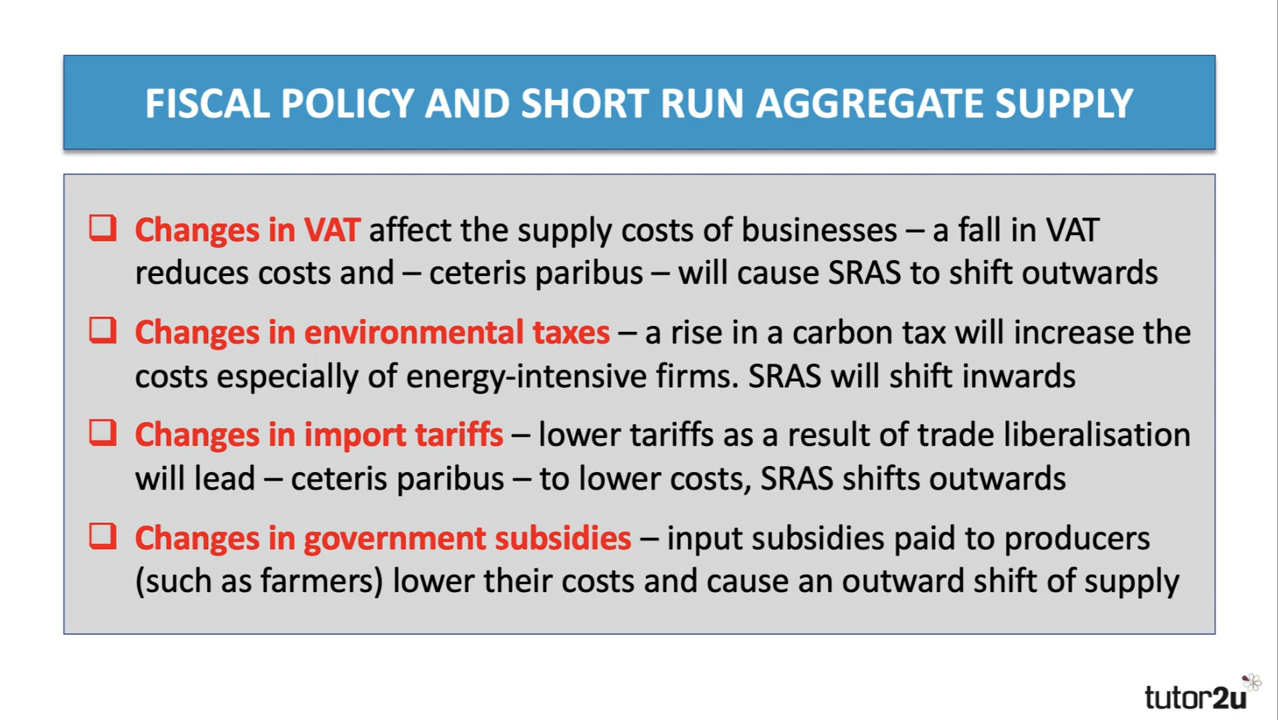 FISCAL POLICY AND SHORT RUN AGGREGATE SUPPLY
Changes in VAT affect the supply costs of businesses – a fall in VAT
reduces costs and – ceteris paribus – will cause SRAS to shift outwards
Changes in environmental taxes – a rise in a carbon tax will increase the
costs especially of energy-intensive firms. SRAS will shift inwards
Changes in import tariffs – lower tariffs as a result of trade liberalisation
will lead – ceteris paribus – to lower costs, SRAS shifts outwards
Changes in government subsidies – input subsidies paid to producers
(such as farmers) lower their costs and cause an outward shift of supply
tutor2u